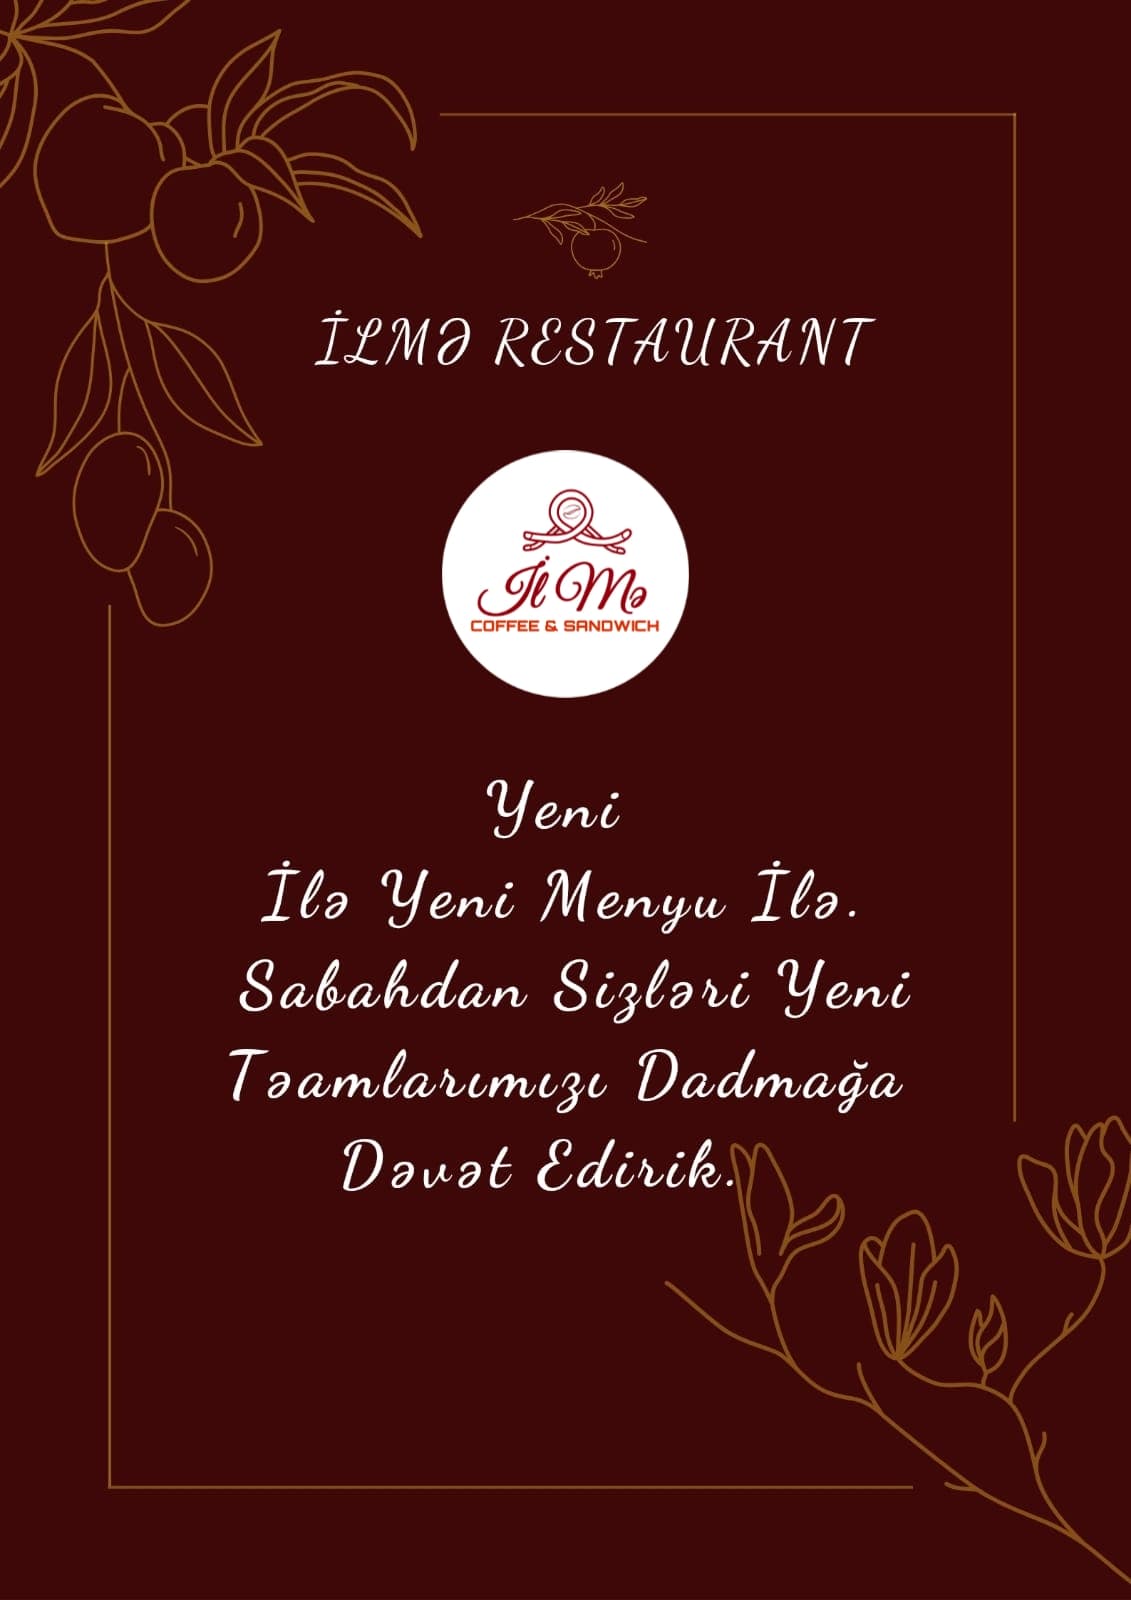 İLMƏ RESTAURANT
İl Mə
COFFEE & SANDWICH
Yeni
İlə Yeni Menyu İlə.
Sabahdan Sizləri Yeni
Təamlarımızı Dadmağa
Dəvət Edirik.